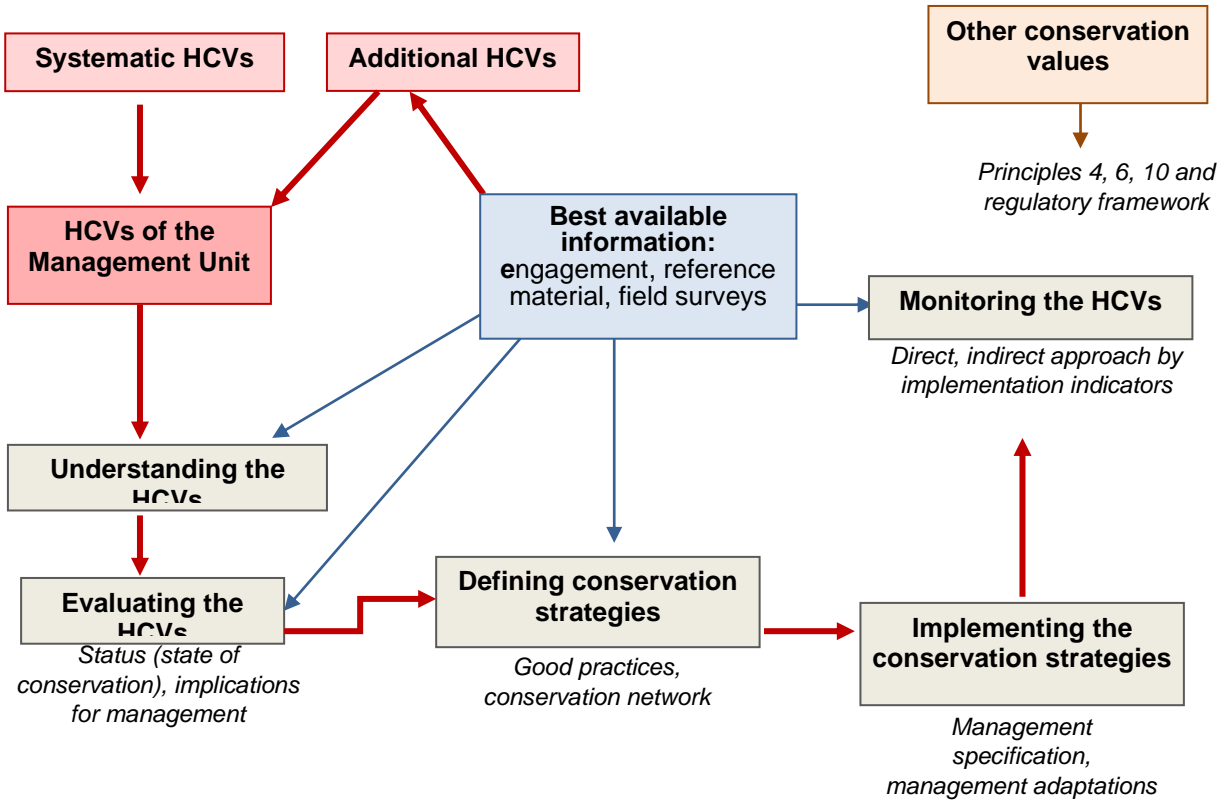 Systematic HCVs
Additional HCVs
Other conservation
values
Principles 4, 6, 10 and
regulatory framework
HCVs of the
Management Unit
Best available
information:
engagement, reference
material, field surveys
Monitoring the HCVs
Direct, indirect approach by
implementation indicators
Understanding the
HCVs
Evaluating the
HCVs
Status (state of
conservation), implications
for management
Defining conservation
strategies
Good practices,
conservation network
Implementing the
conservation strategies
Management
specification,
management adaptations